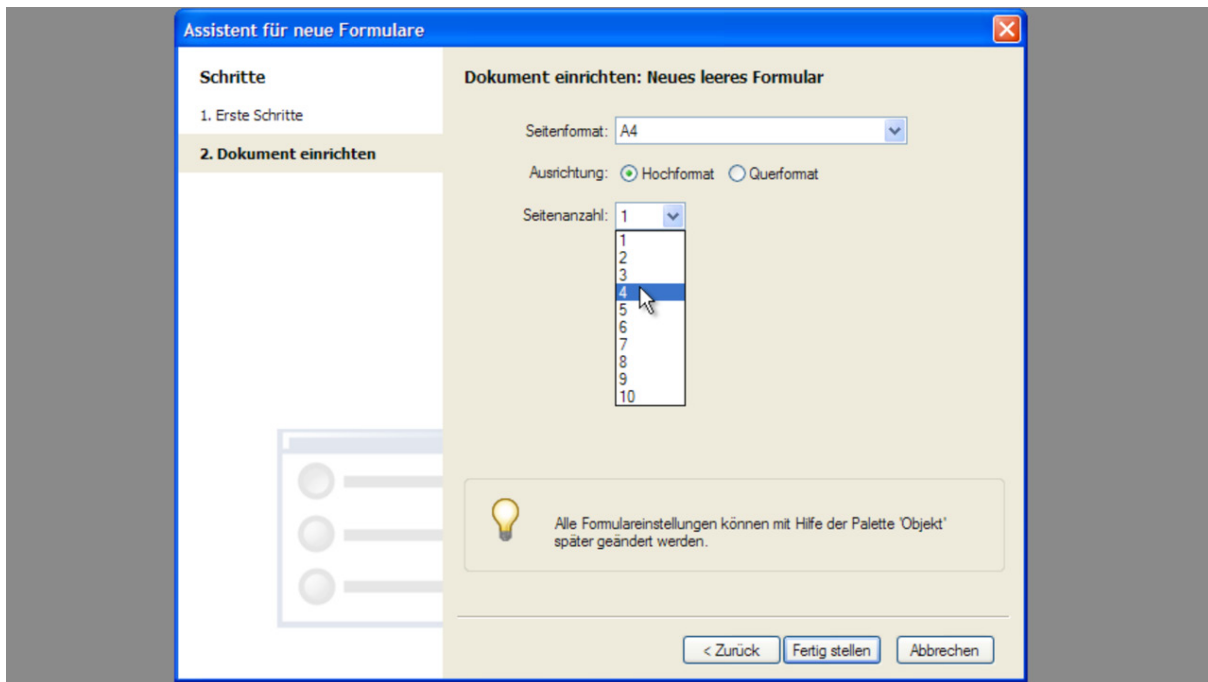 Assistent für neue Formulare
Schritte
1. Erste Schritte
2. Dokument einrichten
Dokument einrichten: Neues leeres Formular
Seitenformat: A4
Ausrichtung: Hochformat Querformat
Seitenanzahl: 1
1
2
3
4
5
6
7
8
9
10
Alle Formulareinstellungen können mit Hilfe der Palette 'Objekt'
später geändert werden.
< Zurück Fertig stellen Abbrechen